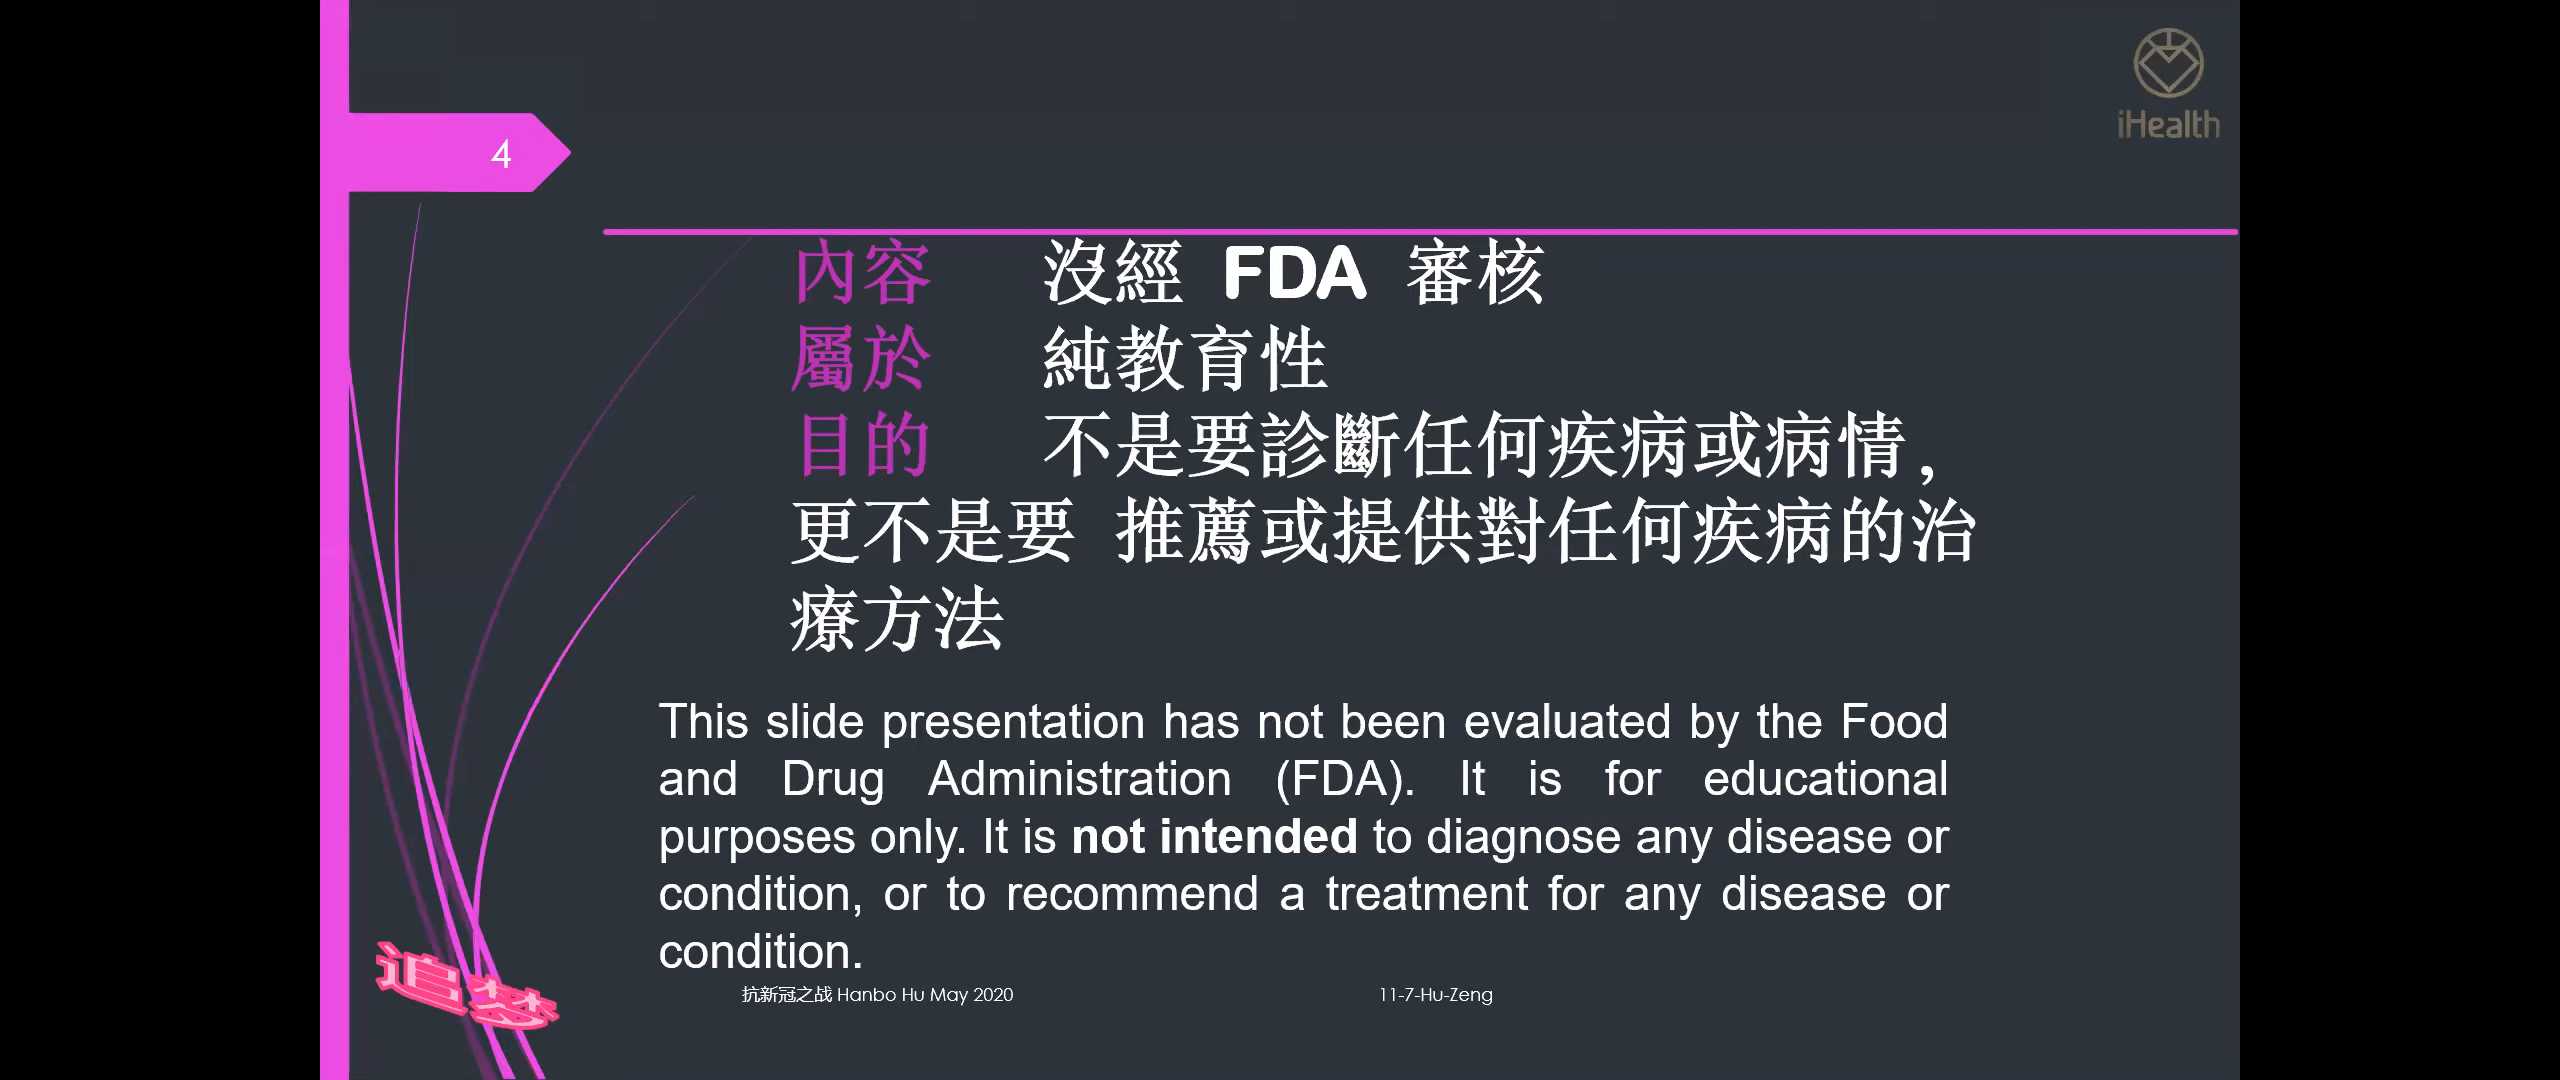 iHealth
4
內容 沒經 FDA 審核
屬於 純教育性
目的 不是要診斷任何疾病或病情，
更不是要 推薦或提供對任何疾病的治
療方法
This slide presentation has not been evaluated by the Food
and Drug Administration (FDA). It is for educational
purposes only. It is not intended to diagnose any disease or
condition, or to recommend a treatment for any disease or
condition.
追梦
抗新冠之战 Hanbo Hu May 2020
11-7-Hu-Zeng